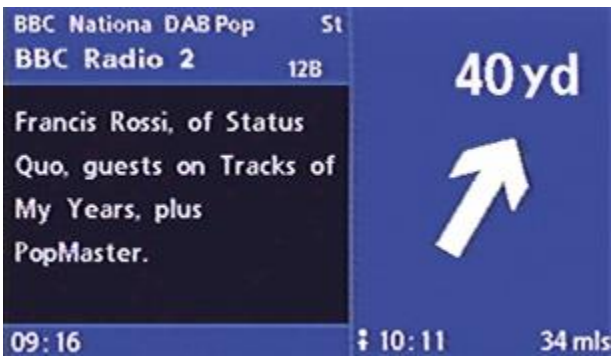 BBC Nationa DAB Pop St
BBC Radio 2 12B
40 yd
Francis Rossi, of Status
Quo, guests on Tracks of
My Years, plus
PopMaster.
09:16
10:11 34 mls